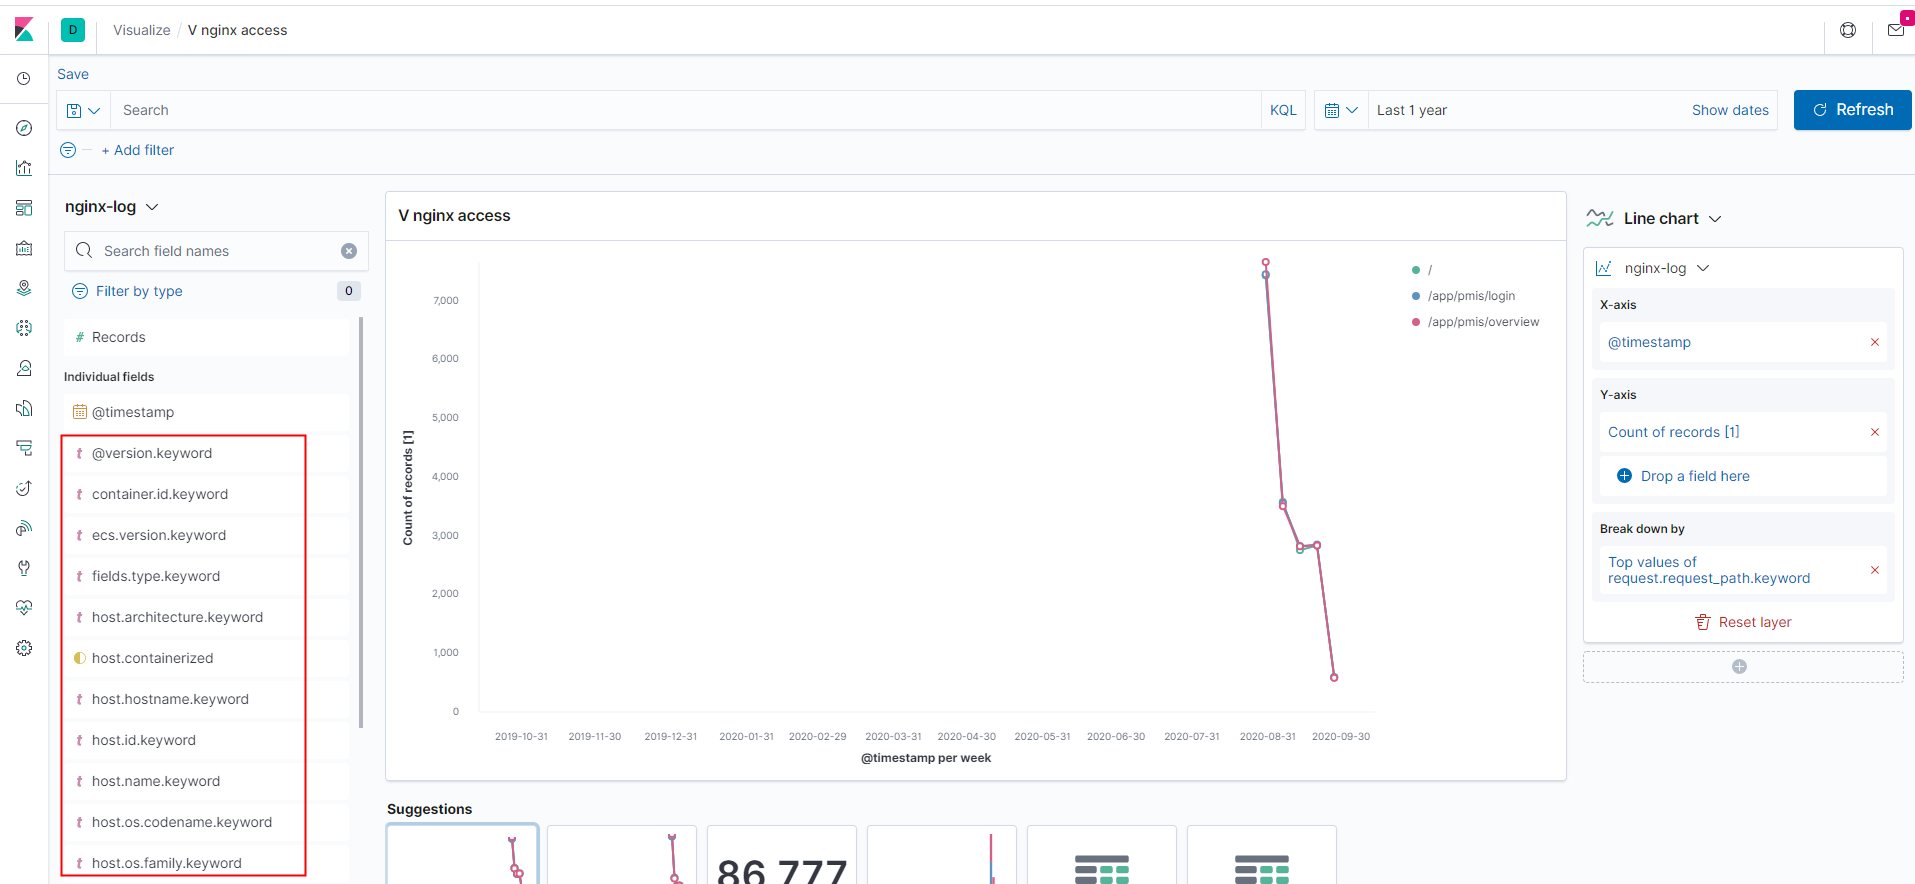 D
Visualize / V nginx access
Save
Search
KQL
Last 1 year
Show dates
Refresh
+ Add filter
nginx-log
Search field names
Filter by type
0
# Records
Individual fields
@timestamp
t @version.keyword
t container.id.keyword
t ecs.version.keyword
t fields.type.keyword
t host.architecture.keyword
host.containerized
t host.hostname.keyword
t host.id.keyword
t host.name.keyword
t host.os.codename.keyword
t host.os.family.keyword
V nginx access
Count of records [1]
7,000
6,000
5,000
4,000
3,000
2,000
1,000
0
2019-10-31 2019-11-30 2019-12-31 2020-01-31 2020-02-29 2020-03-31 2020-04-30 2020-05-31 2020-06-30 2020-07-31 2020-08-31 2020-09-30
@timestamp per week
/
/app/pmis/login
/app/pmis/overview
Suggestions
86,777
Line chart
nginx-log
X-axis
@timestamp
Y-axis
Count of records [1]
Drop a field here
Break down by
Top values of
request.request_path.keyword
Reset layer